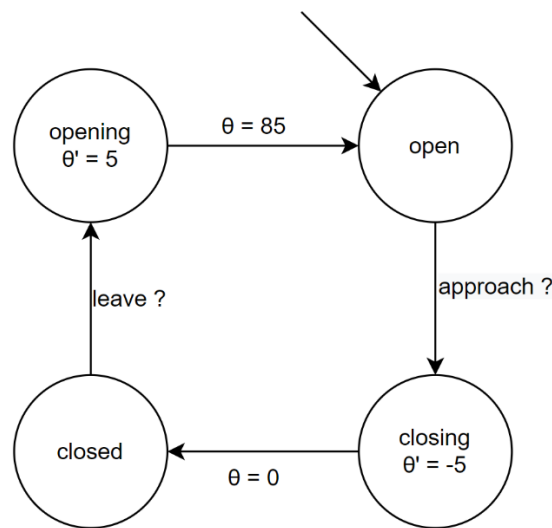 opening
θ' = 5
θ = 85
open
leave ?
approach ?
closed
θ = 0
closing
θ' = -5